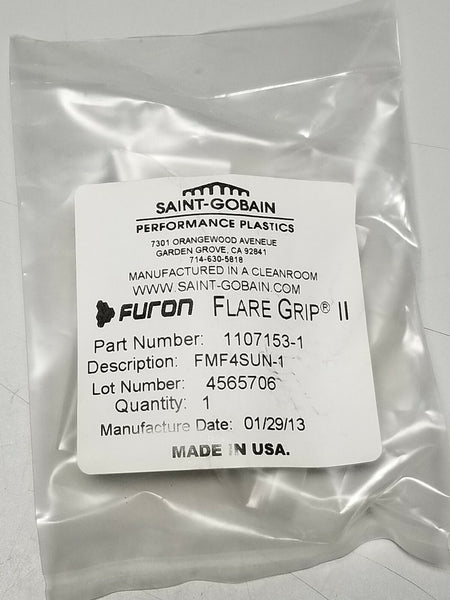 SAINT-GOBAIN
PERFORMANCE PLASTICS
7301 ORANGEWOOD AVENEUE
GARDEN GROVE, CA 92841
714-630-5818
MANUFACTURED IN A CLEANROOM
WWW.SAINT-GOBAIN.COM
FURON FLARE GRIP® II
Part Number: 1107153-1
Description: FMF4SUN-1
Lot Number: 4565706
Quantity: 1
Manufacture Date: 01/29/13
MADE IN USA.